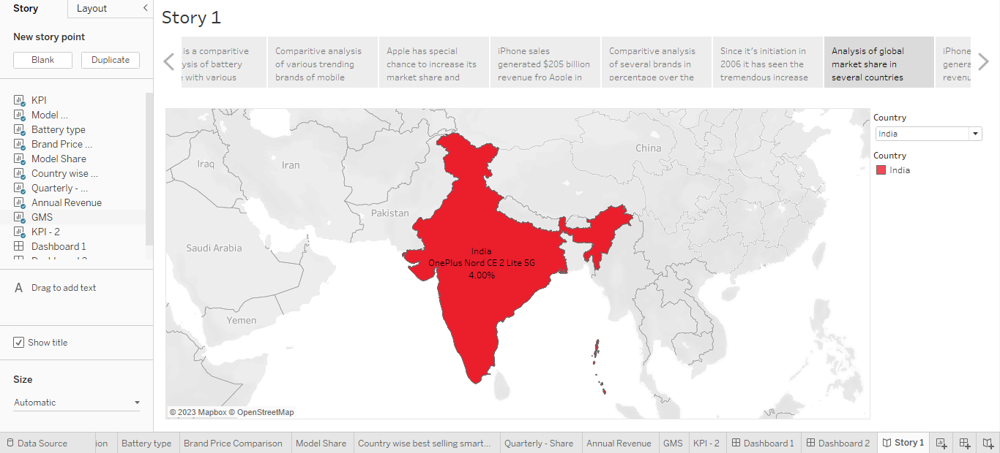 Story
Layout
New story point
Blank
Duplicate
KPI
Model ...
Battery type
Brand Price ...
Model Share
Country wise ...
Quarterly - ...
Annual Revenue
GMS
KPI - 2
Dashboard 1
A Drag to add text
Show title
Size
Automatic
Story 1
is a comparitive
ysis of battery
with various
Comparitive analysis
of various trending
brands of mobile
Apple has special
chance to increase its
market share and
iPhone sales
generated $205 billion
revenue fro Apple in
Comparitive analysis
of several brands in
percentage over the
Since it's initiation in
2006 it has seen the
tremendous increase
Analysis of global
market share in
several countries
iPhone
genera
revenu
Iraq
Iran
China
Pakistan
Saudi Arabia
Yemen
India
OnePlus Nord CE 2 Lite 5G
4.00%
© 2023 Mapbox © OpenStreetMap
Country
India
Country
India
Data Source
ion
Battery type
Brand Price Comparison
Model Share
Country wise best selling smart...
Quarterly - Share
Annual Revenue
GMS
KPI - 2
Dashboard 1
Dashboard 2
Story 1